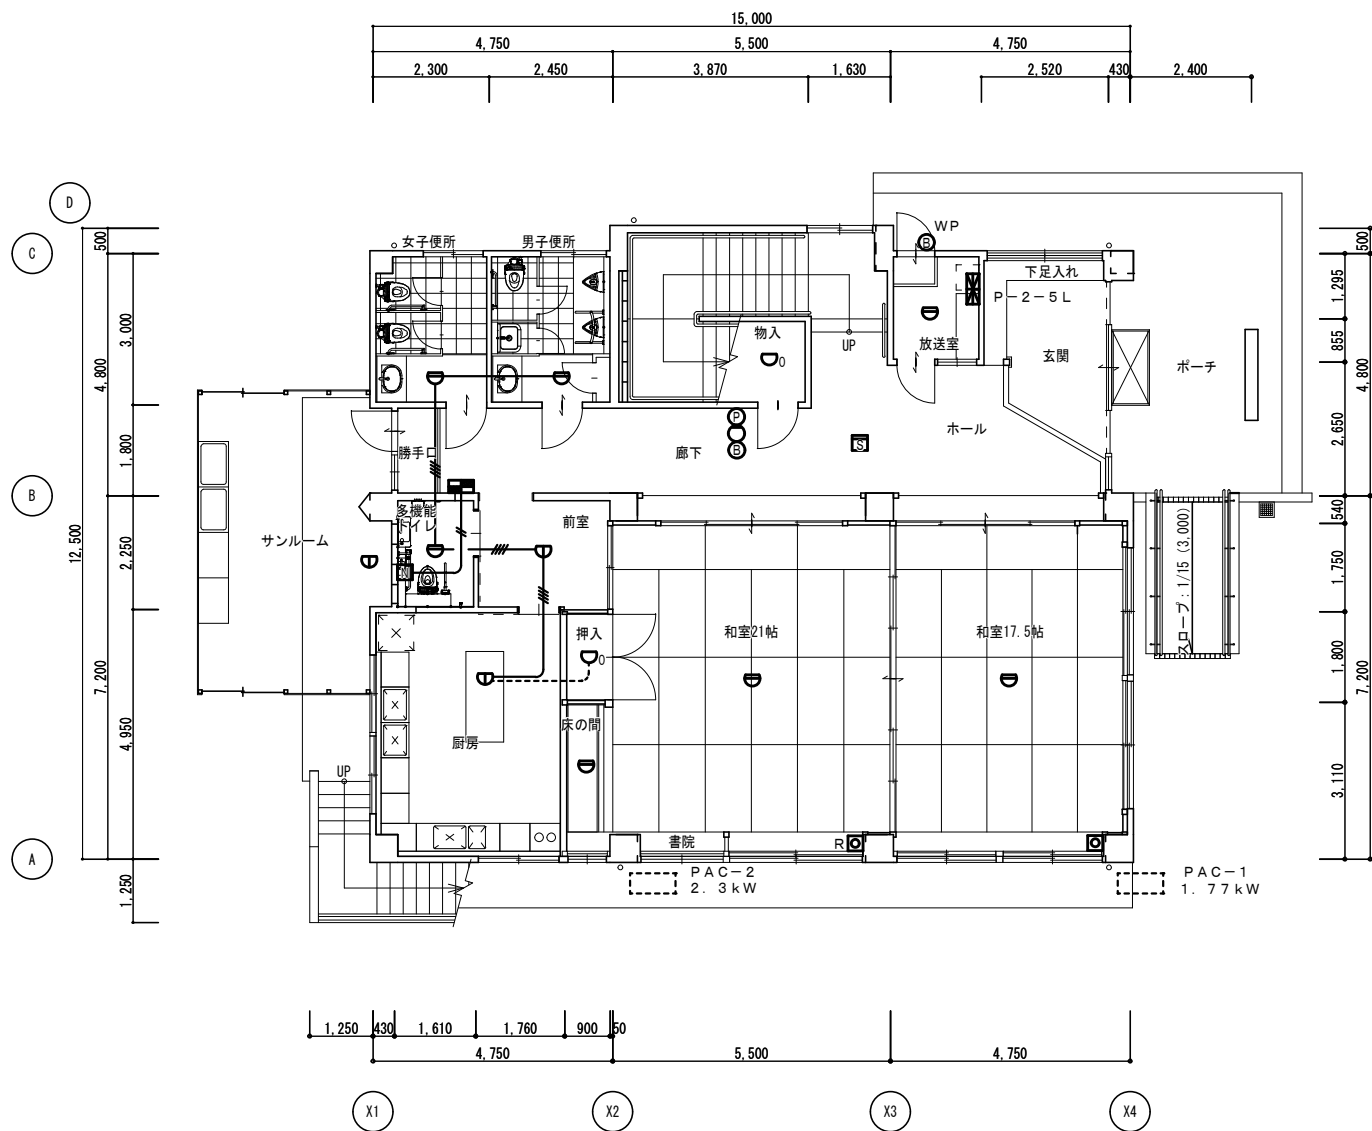 15,000
4,750
5,500
4,750
2,300
2,450
3,870
1,630
2,520
430
2,400
D
C
B
A
500
4,800
12,500
7,200
3,000
1,800
2,250
4,950
1,250
500
1,295
855
4,800
2,650
540
1,750
1,800
7,200
3,110
女子便所
男子便所
WP
B
下足入れ
P-2-5L
物入
O
UP
放送室
玄関
ポーチ
ホール
P
B
S
廊下
勝手口
多機能
トイレ
前室
サンルーム
スロープ:1/15 (3,000)
押入
O
和室21帖
和室17.5帖
床の間
厨房
UP
書院
R
PAC-2
2.3kW
PAC-1
1.77kW
1,250
430
1,610
1,760
900
50
4,750
5,500
4,750
X1
X2
X3
X4